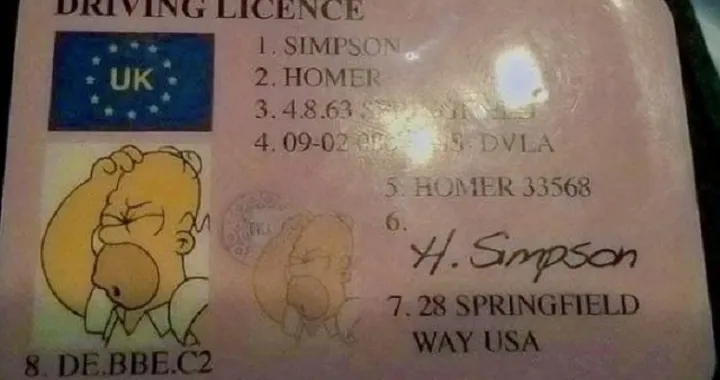 DRIVING LICENCE
UK
1. SIMPSON
2. HOMER
3. 4.8.63
4. 09-02 DVLA
5. HOMER 33568
6.
H. Simpson
7. 28 SPRINGFIELD
WAY USA
8. DE.BBE.C2